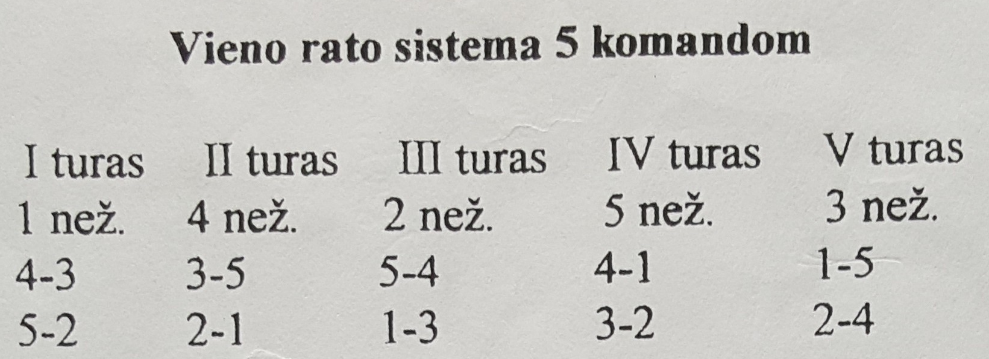 Vieno rato sistema 5 komandom
I turas II turas III turas IV turas V turas
1 než. 4 než. 2 než. 5 než. 3 než.
4-3 3-5 5-4 4-1 1-5
5-2 2-1 1-3 3-2 2-4